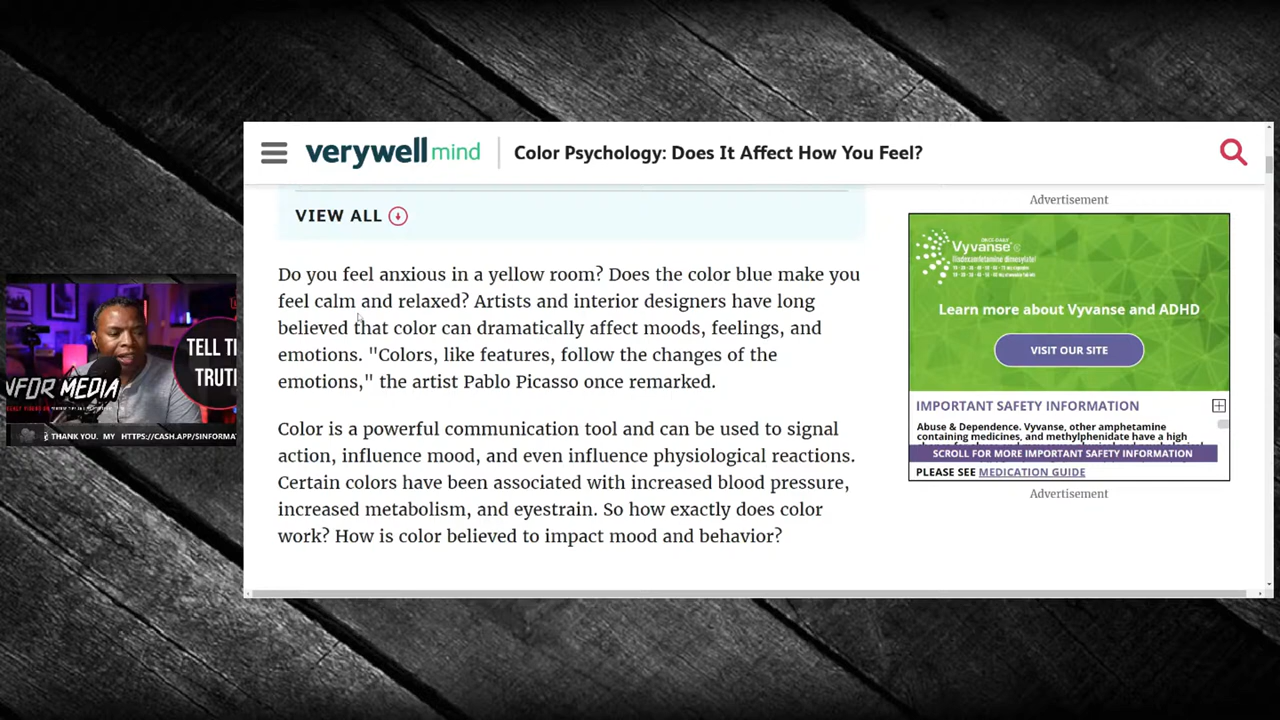 verywell mind
Color Psychology: Does It Affect How You Feel?
VIEW ALL
Do you feel anxious in a yellow room? Does the color blue make you
feel calm and relaxed? Artists and interior designers have long
believed that color can dramatically affect moods, feelings, and
emotions. "Colors, like features, follow the changes of the
emotions," the artist Pablo Picasso once remarked.
Color is a powerful communication tool and can be used to signal
action, influence mood, and even influence physiological reactions.
Certain colors have been associated with increased blood pressure,
increased metabolism, and eyestrain. So how exactly does color
work? How is color believed to impact mood and behavior?
Advertisement
Vyvanse
Learn more about Vyvanse and ADHD
VISIT OUR SITE
IMPORTANT SAFETY INFORMATION
Abuse & Dependence. Vyvanse, other amphetamine
containing medicines, and methylphenidate have a high
SCROLL FOR MORE IMPORTANT SAFETY INFORMATION
PLEASE SEE MEDICATION GUIDE
Advertisement
TELL
TRUT
NFOR MEDIA
THANK YOU. MY HTTPS://CASH.APP/SINFORMA